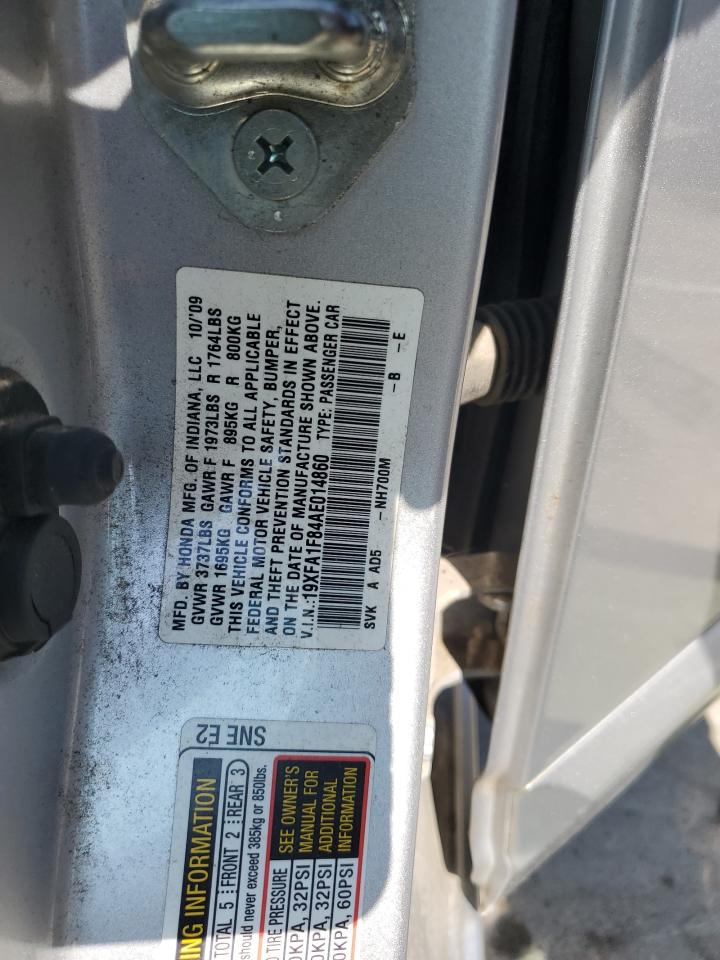 MFD. BY HONDA MFG. OF INDIANA, LLC 10/'09
GVWR 3737LBS GAWR F 1973LBS R 1764LBS
GVWR 1695KG GAWR F 895KG R 800KG
THIS VEHICLE CONFORMS TO ALL APPLICABLE
FEDERAL MOTOR VEHICLE SAFETY, BUMPER,
AND THEFT PREVENTION STANDARDS IN EFFECT
ON THE DATE OF MANUFACTURE SHOWN ABOVE.
V.I.N.:19XFA1F84AE014860 TYPE: PASSENGER CAR
SVK A AD5 -NH700M -B -E
SNE E2
INFORMATION
TOTAL 5 FRONT 2 REAR 3
should never exceed 385kg or 850lbs.
TIRE PRESSURE
KPA, 32PSI
KPA, 32PSI
KPA, 60PSI
SEE OWNER'S
MANUAL FOR
ADDITIONAL
INFORMATION